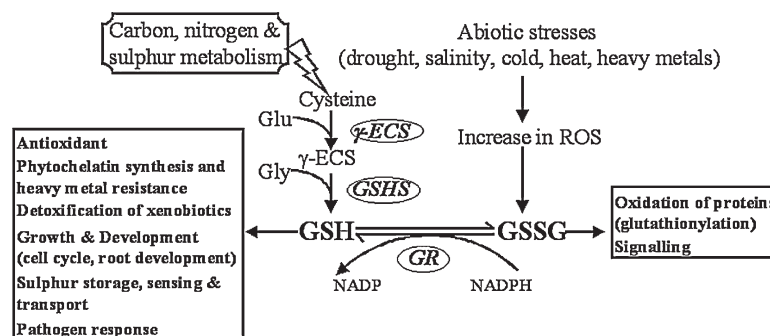 Carbon, nitrogen &
sulphur metabolism
Abiotic stresses
(drought, salinity, cold, heat, heavy metals)
Cysteine
Glu
γ-ECS
Increase in ROS
γ-ECS
Gly
GSHS
Antioxidant
Phytochelatin synthesis and
heavy metal resistance
Detoxification of xenobiotics
Growth & Development
(cell cycle, root development)
Sulphur storage, sensing &
transport
Pathogen response
GSH
GSSG
GR
NADP
NADPH
Oxidation of proteins
(glutathionylation)
Signalling